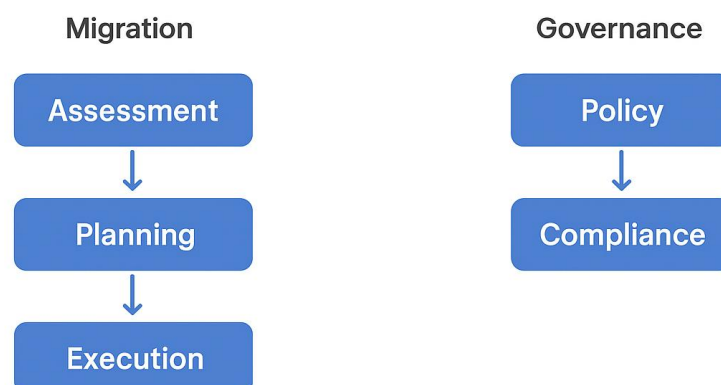 Migration
Assessment
Planning
Execution
Governance
Policy
Compliance